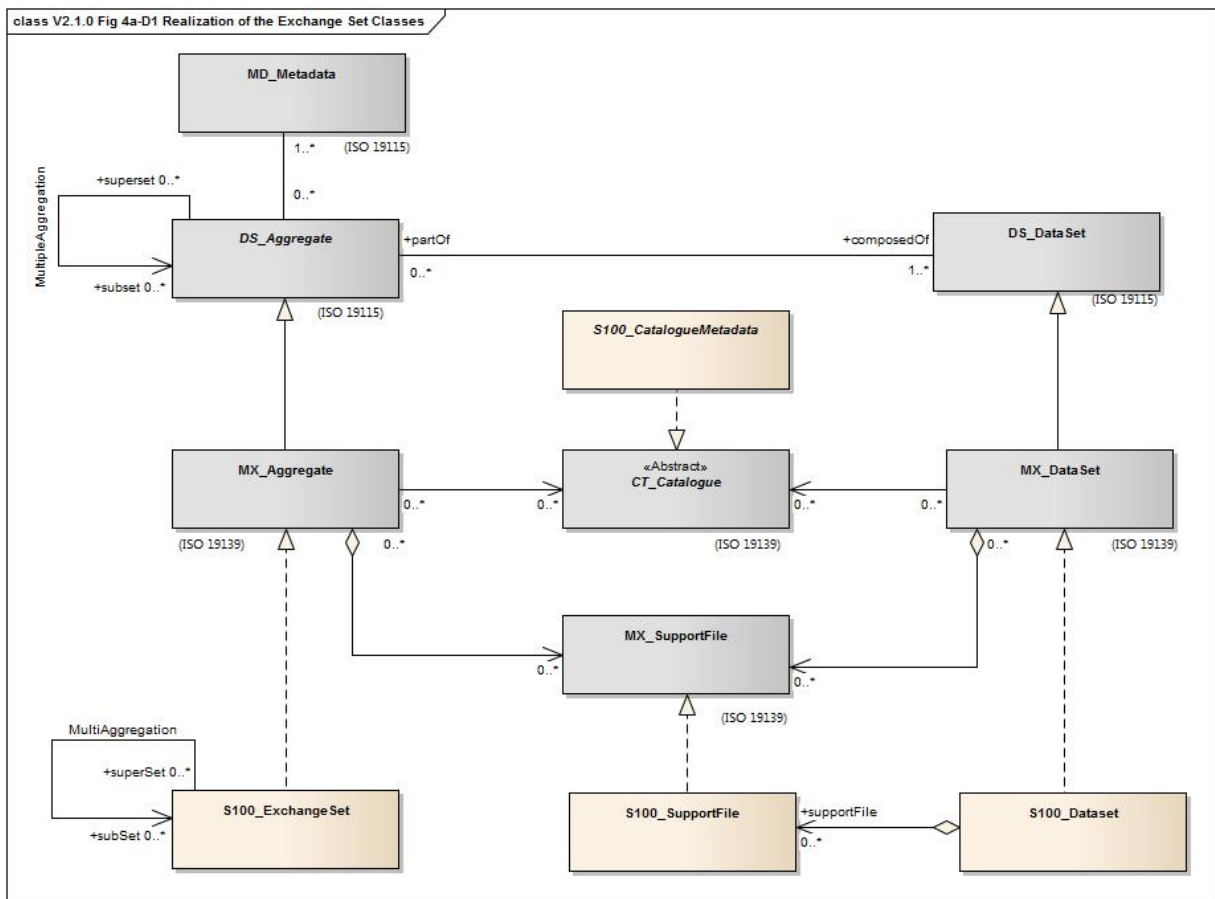 class V2.1.0 Fig 4a-D1 Realization of the Exchange Set Classes
MD_Metadata
1..*
(ISO 19115)
MultipleAggregation
+superset 0..*
0..*
DS_Aggregate
+partOf
0..*
+composedOf
1..*
DS_DataSet
+subset 0..*
(ISO 19115)
(ISO 19115)
S100_CatalogueMetadata
MX_Aggregate
«Abstract»
CT_Catalogue
MX_DataSet
0..*
0..*
0..*
0..*
(ISO 19139)
0..*
(ISO 19139)
0..*
(ISO 19139)
MX_SupportFile
0..*
0..*
(ISO 19139)
MultiAggregation
+superSet 0..*
S100_ExchangeSet
+subSet 0..*
S100_SupportFile
+supportFile
0..*
S100_Dataset